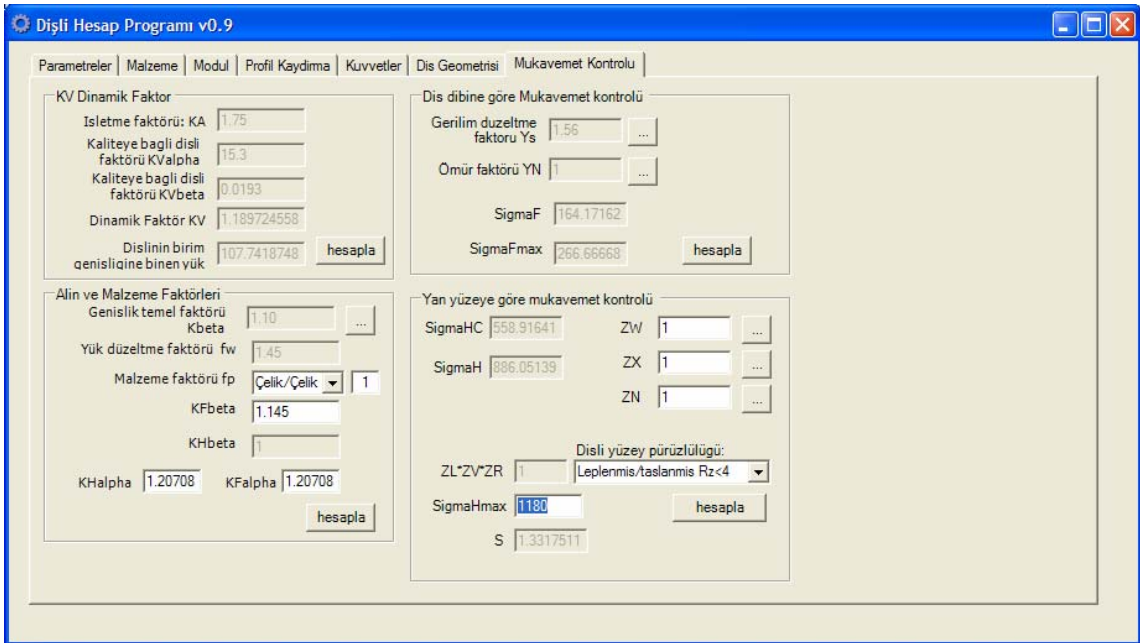 Dişli Hesap Programı v0.9
Parametreler Malzeme Modul Profil Kaydirma Kuvvetler Dis Geometrisi Mukavemet Kontrolu
KV Dinamik Faktor
Isletme faktörü: KA 1.75
Kaliteye bagli disli
faktörü KValpha 15.3
Kaliteye bagli disli
faktörü KVbeta 0.0193
Dinamik Faktör KV 1.189724558
Dislinin birim
genisligine binen yük 107.7418748 hesapla
Alin ve Malzeme Faktörleri
Genislik temel faktörü
Kbeta 1.10 ...
Yük düzeltme faktörü fw 1.45
Malzeme faktörü fp Çelik/Çelik 1
KFbeta 1.145
KHbeta 1
KHalpha 1.20708 KFalpha 1.20708
hesapla
Dis dibine göre Mukavemet kontrolü
Gerilim duzeltme
faktoru Ys 1.56 ...
Ömür faktörü YN 1 ...
SigmaF 164.17162
SigmaFmax 266.66668 hesapla
Yan yüzeye göre mukavemet kontrolü
SigmaHC 558.91641 ZW 1 ...
SigmaH 886.05139 ZX 1 ...
ZN 1 ...
Disli yüzey pürüzlülügü:
ZL*ZV*ZR 1 Leplenmis/taslanmis Rz<4
SigmaHmax 1180 hesapla
S 1.3317511